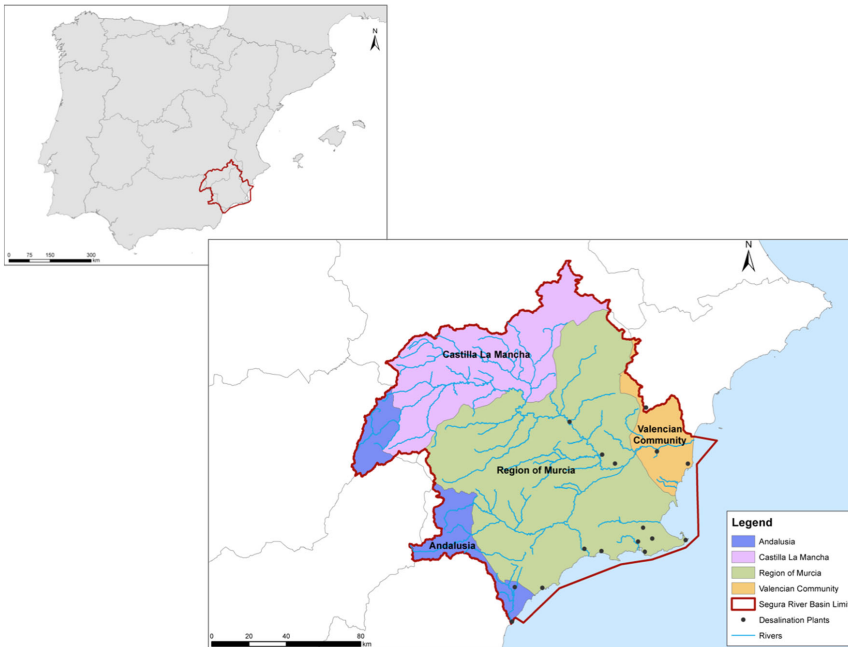 N
0 75 150 300
km
N
Castilla La Mancha
Valencian
Community
Region of Murcia
Andalusia
Legend
Andalusia
Castilla La Mancha
Region of Murcia
Valencian Community
Segura River Basin Limit
Desalination Plants
Rivers
0 20 40 80
km